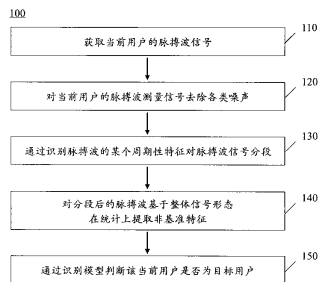 100
获取当前用户的脉搏波信号
110
对当前用户的脉搏波测量信号去除各类噪声
120
通过识别脉搏波的某个周期性特征对脉搏波信号分段
130
对分段后的脉搏波基于整体信号形态
在统计上提取非基准特征
140
通过识别模型判断该当前用户是否为目标用户
150